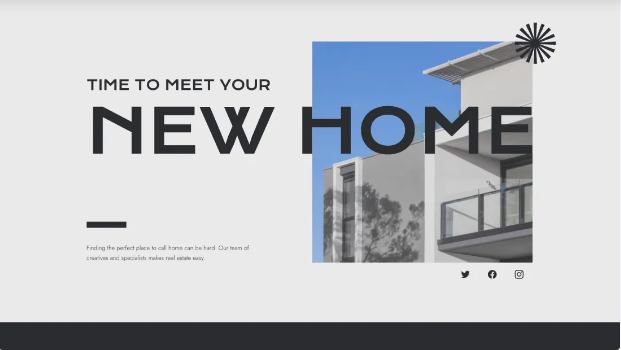 TIME TO MEET YOUR
NEW HOME
Finding the perfect place to call home can be hard. Our team of
creatives and specialists makes real estate easy.